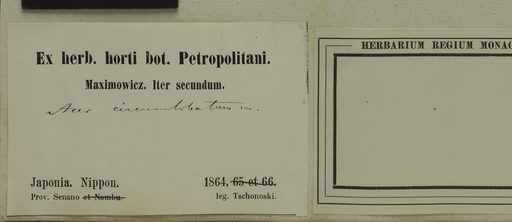 Ex herb. horti bot. Petropolitani.
Maximowicz. Iter secundum.
Acer circumlobatum m.
Japonia. Nippon.
1864, 65 et 66.
Prov. Senano et Nambu.
leg. Tschonoski.
HERBARIUM REGIUM MONAC